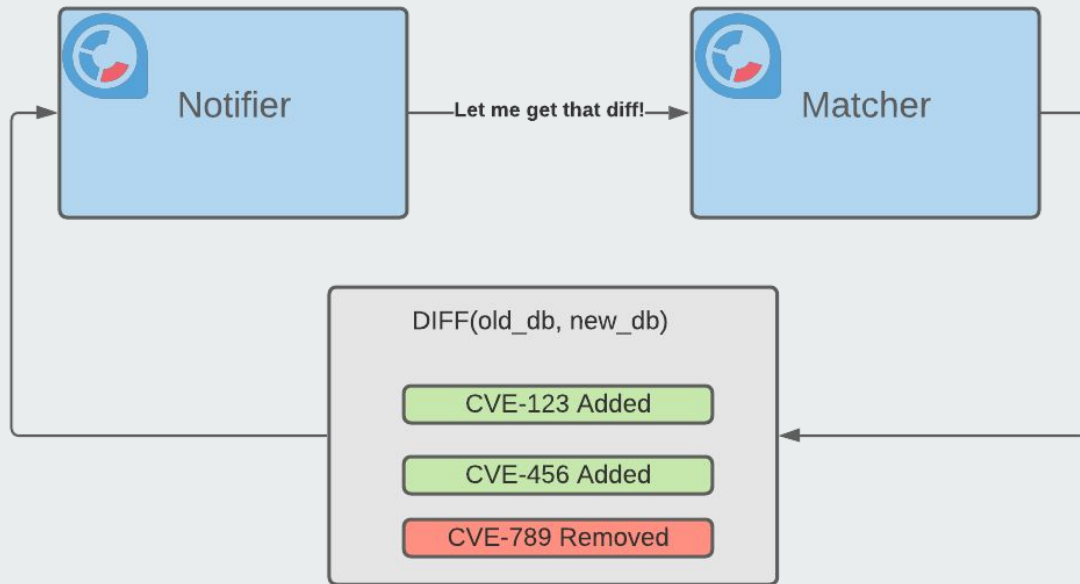 Notifier
Let me get that diff!
Matcher
DIFF(old_db, new_db)
CVE-123 Added
CVE-456 Added
CVE-789 Removed